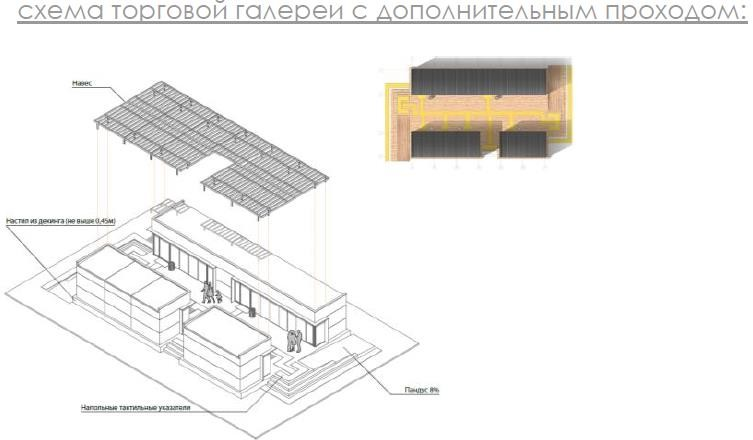 схема торговой галереи с дополнительным проходом:
Навес
Настил из декинга (не выше 0,45м)
Пандус 8%
Напольные тактильные указатели